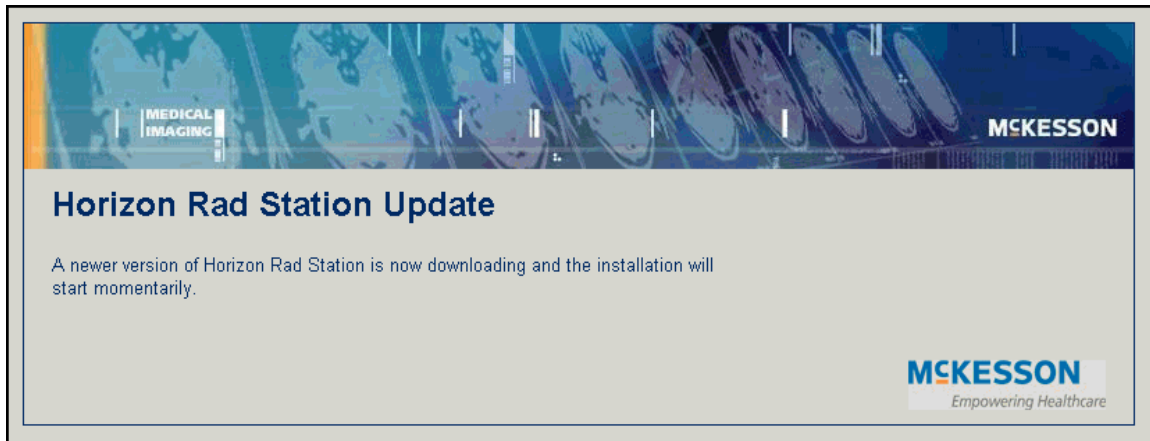 MEDICAL
IMAGING
MCKESSON
Horizon Rad Station Update
A newer version of Horizon Rad Station is now downloading and the installation will
start momentarily.
MCKESSON
Empowering Healthcare